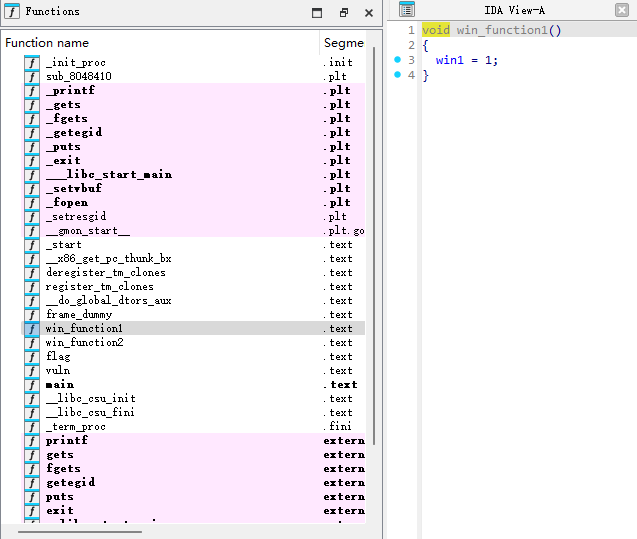 Functions
Function name Segme
_init_proc .init
sub_8048410 .plt
_printf .plt
_gets .plt
_fgets .plt
_getegid .plt
_puts .plt
_exit .plt
___libc_start_main .plt
_setvbuf .plt
_fopen .plt
_setresgid .plt
__gmon_start__ .plt.go
_start .text
__x86_get_pc_thunk_bx .text
deregister_tm_clones .text
register_tm_clones .text
__do_global_dtors_aux .text
frame_dummy .text
win_function1 .text
win_function2 .text
flag .text
vuln .text
main .text
__libc_csu_init .text
__libc_csu_fini .text
_term_proc .fini
printf extern
gets extern
fgets extern
getegid extern
puts extern
exit extern
IDA View-A
1 void win_function1()
2 {
3 win1 = 1;
4 }